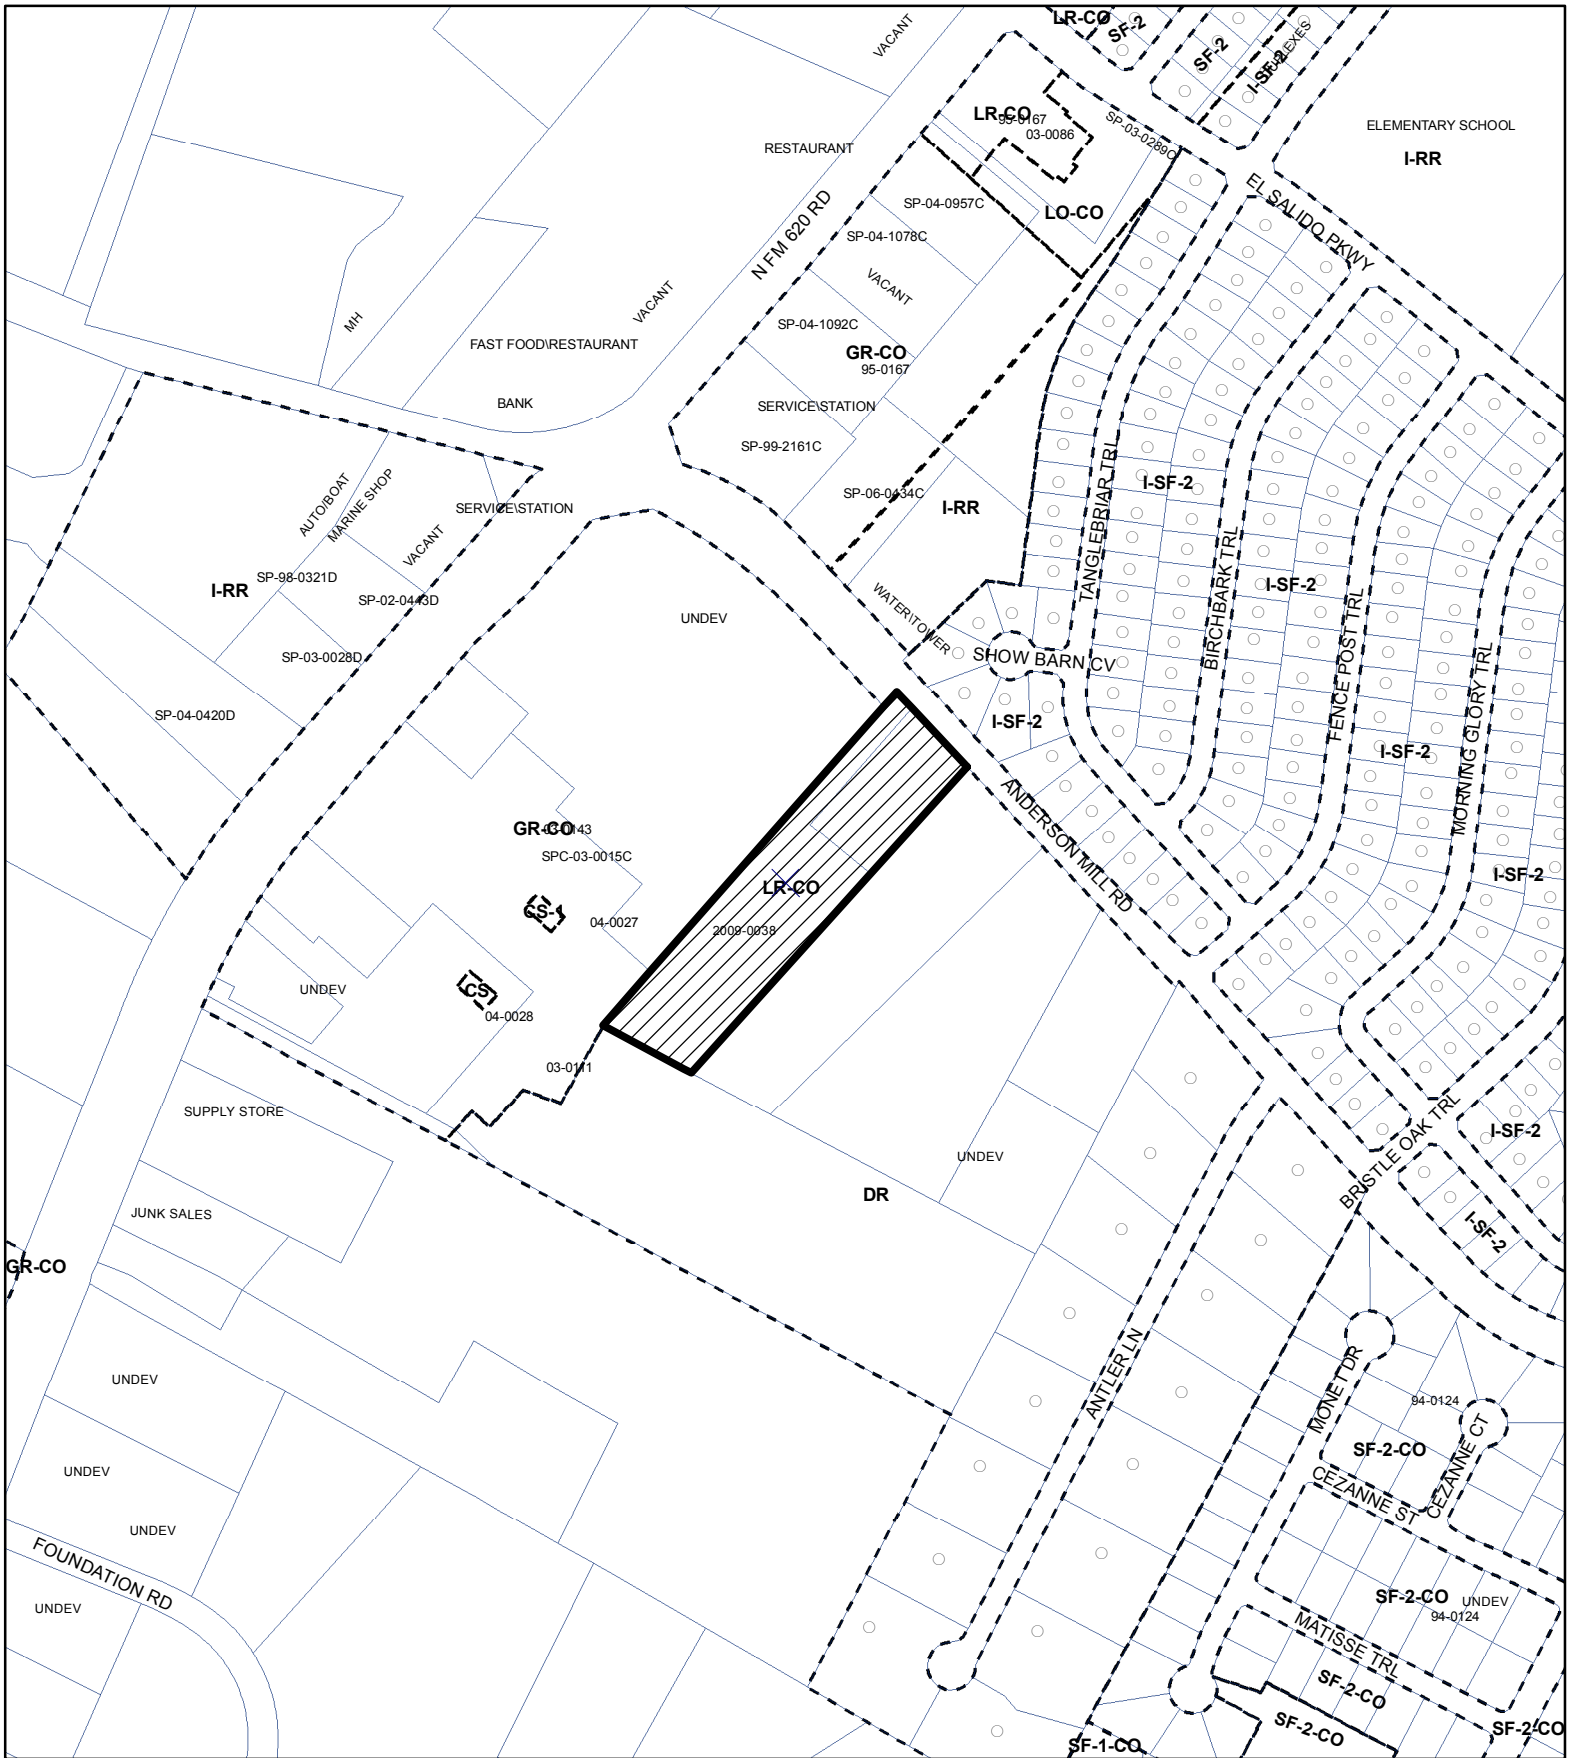 LR-CO
SF-2
SF-2
I-SF-2
VACANT
LR-CO
95-0167
03-0086
SP-03-0289C
ELEMENTARY SCHOOL
I-RR
RESTAURANT
EL SALIDO PKWY
SP-04-0957C
LO-CO
N FM 620 RD
SP-04-1078C
VACANT
VACANT
MH
SP-04-1092C
FAST FOOD\RESTAURANT
GR-CO
95-0167
BANK
SERVICE\STATION
SP-99-2161C
AUTO/BOAT
MARINE SHOP
SERVICE\STATION
VACANT
SP-06-0434C
I-RR
TANGLEBRIAR TRL
I-SF-2
SP-98-0321D
I-RR
SP-02-0443D
BIRCHBARK TRL
I-SF-2
WATER\TOWER
UNDEV
FENCE POST TRL
SP-03-0028D
SHOW BARN CV
MORNING GLORY TRL
SP-04-0420D
I-SF-2
I-SF-2
ANDERSON MILL RD
GR-CO
03-0143
SPC-03-0015C
LR-CO
I-SF-2
CS-1
04-0027
2009-0038
UNDEV
CS
04-0028
03-0111
SUPPLY STORE
BRISTLE OAK TRL
I-SF-2
UNDEV
DR
JUNK SALES
I-SF-2
GR-CO
ANTLER LN
MONET DR
UNDEV
94-0124
SF-2-CO
CEZANNE CT
UNDEV
CEZANNE ST
UNDEV
FOUNDATION RD
UNDEV
SF-2-CO
UNDEV
94-0124
MATISSE TRL
SF-2-CO
SF-2-CO
SF-2-CO
SF-1-CO